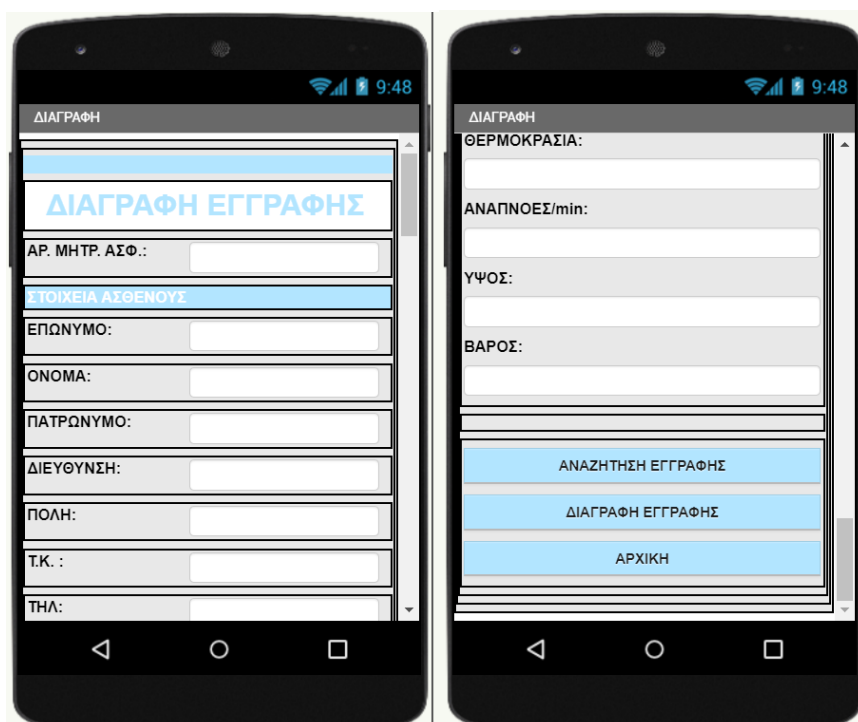 9:48
ΔΙΑΓΡΑΦΗ
ΔΙΑΓΡΑΦΗ ΕΓΓΡΑΦΗΣ
ΑΡ. ΜΗΤΡ. ΑΣΦ.:
ΣΤΟΙΧΕΙΑ ΑΣΘΕΝΟΥΣ
ΕΠΩΝΥΜΟ:
ΟΝΟΜΑ:
ΠΑΤΡΩΝΥΜΟ:
ΔΙΕΥΘΥΝΣΗ:
ΠΟΛΗ:
Τ.Κ. :
ΤΗΛ:
9:48
ΔΙΑΓΡΑΦΗ
ΘΕΡΜΟΚΡΑΣΙΑ:
ΑΝΑΠΝΟΕΣ/min:
ΥΨΟΣ:
ΒΑΡΟΣ:
ΑΝΑΖΗΤΗΣΗ ΕΓΓΡΑΦΗΣ
ΔΙΑΓΡΑΦΗ ΕΓΓΡΑΦΗΣ
ΑΡΧΙΚΗ